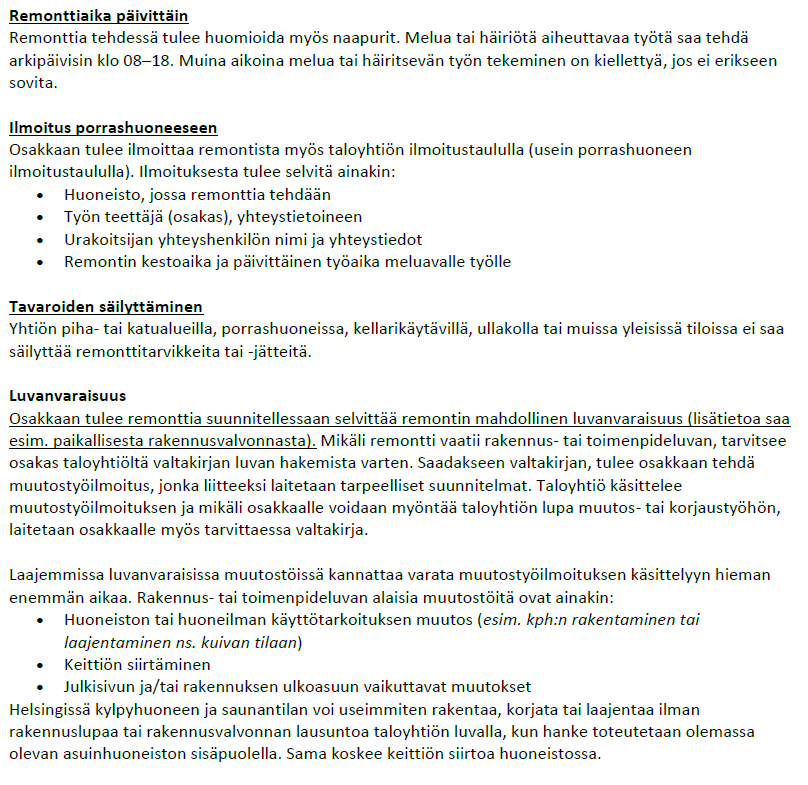 Remonttiaika päivittäin
Remonttia tehdessä tulee huomioida myös naapurit. Melua tai häiriötä aiheuttavaa työtä saa tehdä
arkipäivisin klo 08–18. Muina aikoina melua tai häiritsevän työn tekeminen on kiellettyä, jos ei erikseen
sovita.
Ilmoitus porrashuoneeseen
Osakkaan tulee ilmoittaa remontista myös taloyhtiön ilmoitustaululla (usein porrashuoneen
ilmoitustaululla). Ilmoituksesta tulee selvitä ainakin:
• Huoneisto, jossa remonttia tehdään
• Työn teettäjä (osakas), yhteystietoineen
• Urakoitsijan yhteyshenkilön nimi ja yhteystiedot
• Remontin kestoaika ja päivittäinen työaika meluavalle työlle
Tavaroiden säilyttäminen
Yhtiön piha- tai katualueilla, porrashuoneissa, kellarikäytävillä, ullakolla tai muissa yleisissä tiloissa ei saa
säilyttää remonttitarvikkeita tai -jätteitä.
Luvanvaraisuus
Osakkaan tulee remonttia suunnitellessaan selvittää remontin mahdollinen luvanvaraisuus (lisätietoa saa
esim. paikallisesta rakennusvalvonnasta). Mikäli remontti vaatii rakennus- tai toimenpideluvan, tarvitsee
osakas taloyhtiöltä valtakirjan luvan hakemista varten. Saadakseen valtakirjan, tulee osakkaan tehdä
muutostyöilmoitus, jonka liitteeksi laitetaan tarpeelliset suunnitelmat. Taloyhtiö käsittelee
muutostyöilmoituksen ja mikäli osakkaalle voidaan myöntää taloyhtiön lupa muutos- tai korjaustyöhön,
laitetaan osakkaalle myös tarvittaessa valtakirja.
Laajemmissa luvanvaraisissa muutostöissä kannattaa varata muutostyöilmoituksen käsittelyyn hieman
enemmän aikaa. Rakennus- tai toimenpideluvan alaisia muutostöitä ovat ainakin:
• Huoneiston tai huoneilman käyttötarkoituksen muutos (esim. kph:n rakentaminen tai
laajentaminen ns. kuivan tilaan)
• Keittiön siirtäminen
• Julkisivun ja/tai rakennuksen ulkoasuun vaikuttavat muutokset
Helsingissä kylpyhuoneen ja saunantilan voi useimmiten rakentaa, korjata tai laajentaa ilman
rakennuslupaa tai rakennusvalvonnan lausuntoa taloyhtiön luvalla, kun hanke toteutetaan olemassa
olevan asuinhuoneiston sisäpuolella. Sama koskee keittiön siirtoa huoneistossa.